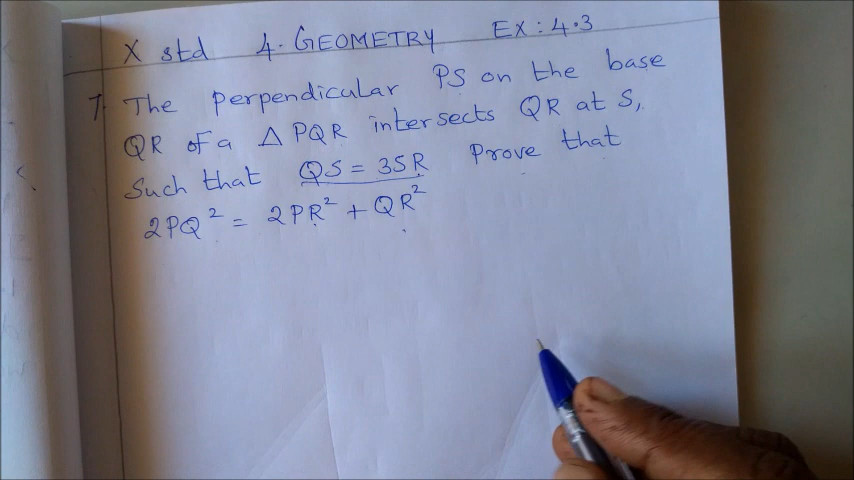 X std 4. GEOMETRY EX : 4.3
7. The perpendicular PS on the base
QR of a △ PQR intersects QR at S,
Such that QS = 3SR Prove that
2PQ² = 2PR² + QR²